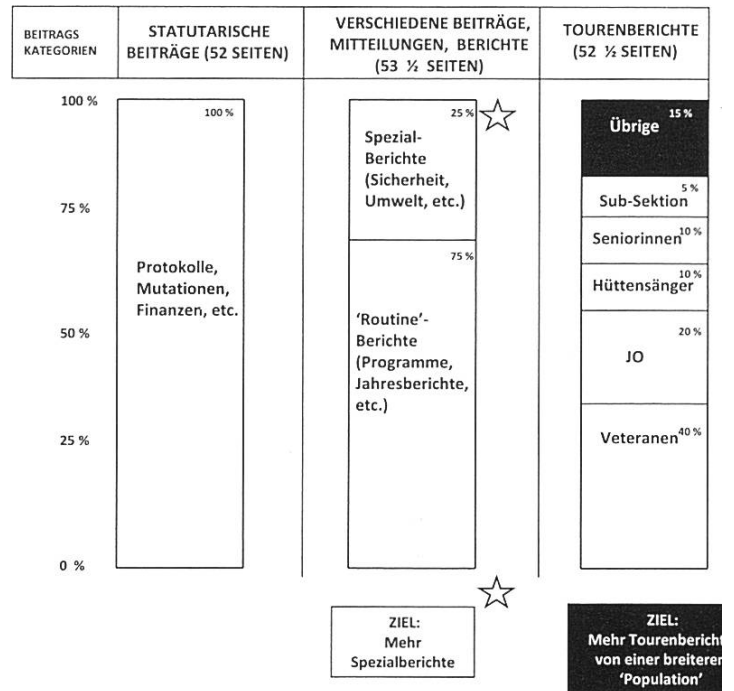 BEITRAGS
KATEGORIEN
STATUTARISCHE
BEITRÄGE (52 SEITEN)
VERSCHIEDENE BEITRÄGE,
MITTEILUNGEN, BERICHTE
(53 ½ SEITEN)
TOURENBERICHTE
(52 ½ SEITEN)
100 %
75 %
50 %
25 %
0 %
100 %
Protokolle,
Mutationen,
Finanzen, etc.
25 %
Spezial-
Berichte
(Sicherheit,
Umwelt, etc.)
75 %
'Routine'-
Berichte
(Programme,
Jahresberichte,
etc.)
15 %
Übrige
5 %
Sub-Sektion
Seniorinnen 10 %
10 %
Hüttensänger
20 %
JO
Veteranen 40 %
ZIEL:
Mehr
Spezialberichte
ZIEL:
Mehr Tourenbericht
von einer breiterer
'Population'